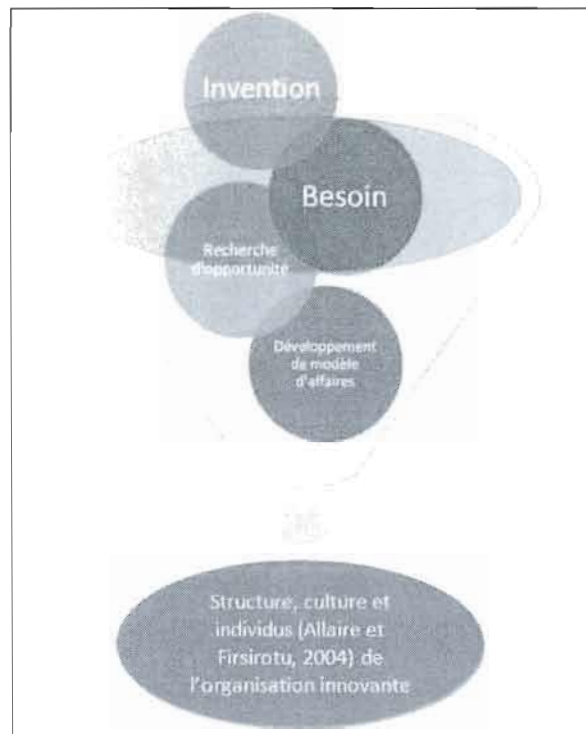 Invention
Besoin
Recherche
d'opportunité
Développement
de modèle
d'affaires
Structure, culture et
individus (Allaire et
Firsirotu, 2004) de
l'organisation innovante